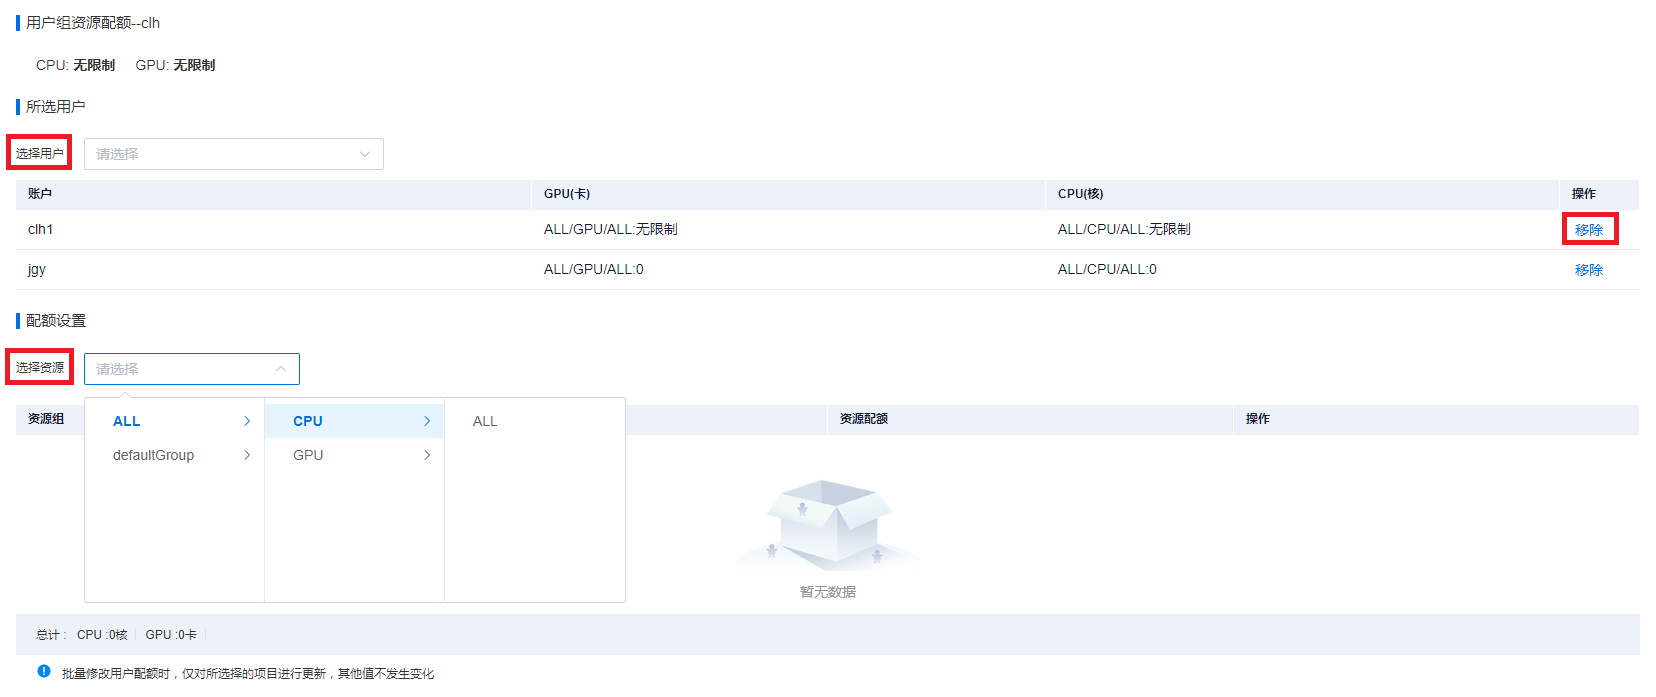 用户组资源配额--clh
CPU: 无限制 GPU: 无限制
所选用户
选择用户 请选择
账户 GPU(卡) CPU(核) 操作
clh1 ALL/GPU/ALL:无限制 ALL/CPU/ALL:无限制 移除
jgy ALL/GPU/ALL:0 ALL/CPU/ALL:0 移除
配额设置
选择资源 请选择
资源组 资源配额 操作
ALL CPU ALL
defaultGroup GPU
暂无数据
总计： CPU :0核 GPU :0卡
批量修改用户配额时，仅对所选择的项目进行更新，其他值不发生变化